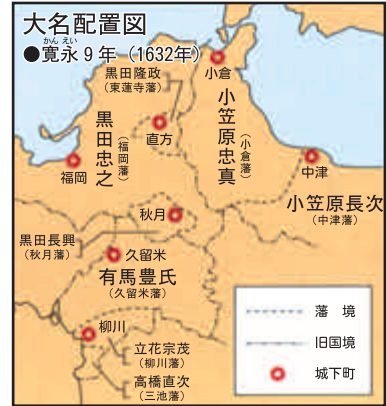 大名配置図
かん えい
●寛永9年（1632年）
黒田隆政
（東蓮寺藩）
小倉
小笠原忠真
（小倉藩）
黒田忠之
（福岡藩）
直方
福岡
中津
小笠原長次
（中津藩）
秋月
黒田長興
（秋月藩）
久留米
有馬豊氏
（久留米藩）
柳川
立花宗茂
（柳川藩）
高橋直次
（三池藩）
藩　境
旧国境
城下町